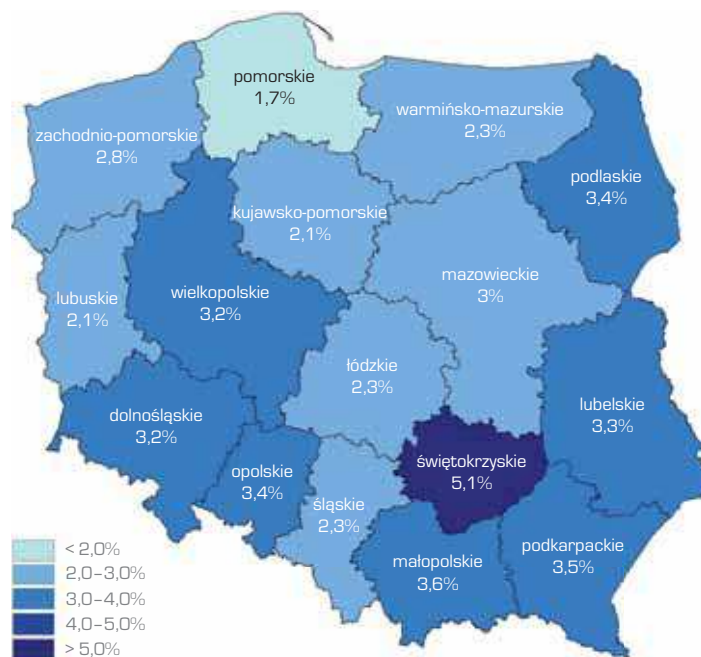 pomorskie
1,7%
warmińsko-mazurskie
2,3%
zachodnio-pomorskie
2,8%
podlaskie
3,4%
kujawsko-pomorskie
2,1%
mazowieckie
3%
lubuskie
2,1%
wielkopolskie
3,2%
łódzkie
2,3%
lubelskie
3,3%
dolnośląskie
3,2%
świętokrzyskie
5,1%
opolskie
3,4%
śląskie
2,3%
podkarpackie
3,5%
małopolskie
3,6%
< 2,0%
2,0–3,0%
3,0–4,0%
4,0–5,0%
> 5,0%